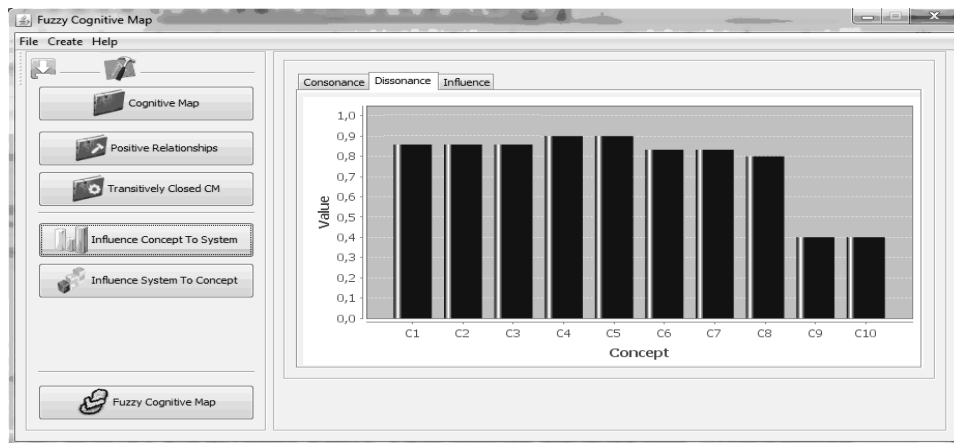 Fuzzy Cognitive Map
File Create Help
Cognitive Map
Positive Relationships
Transitively Closed CM
Influence Concept To System
Influence System To Concept
Fuzzy Cognitive Map
Consonance Dissonance Influence
1,0
0,9
0,8
0,7
0,6
0,5
0,4
0,3
0,2
0,1
0,0
Value
C1 C2 C3 C4 C5 C6 C7 C8 C9 C10
Concept